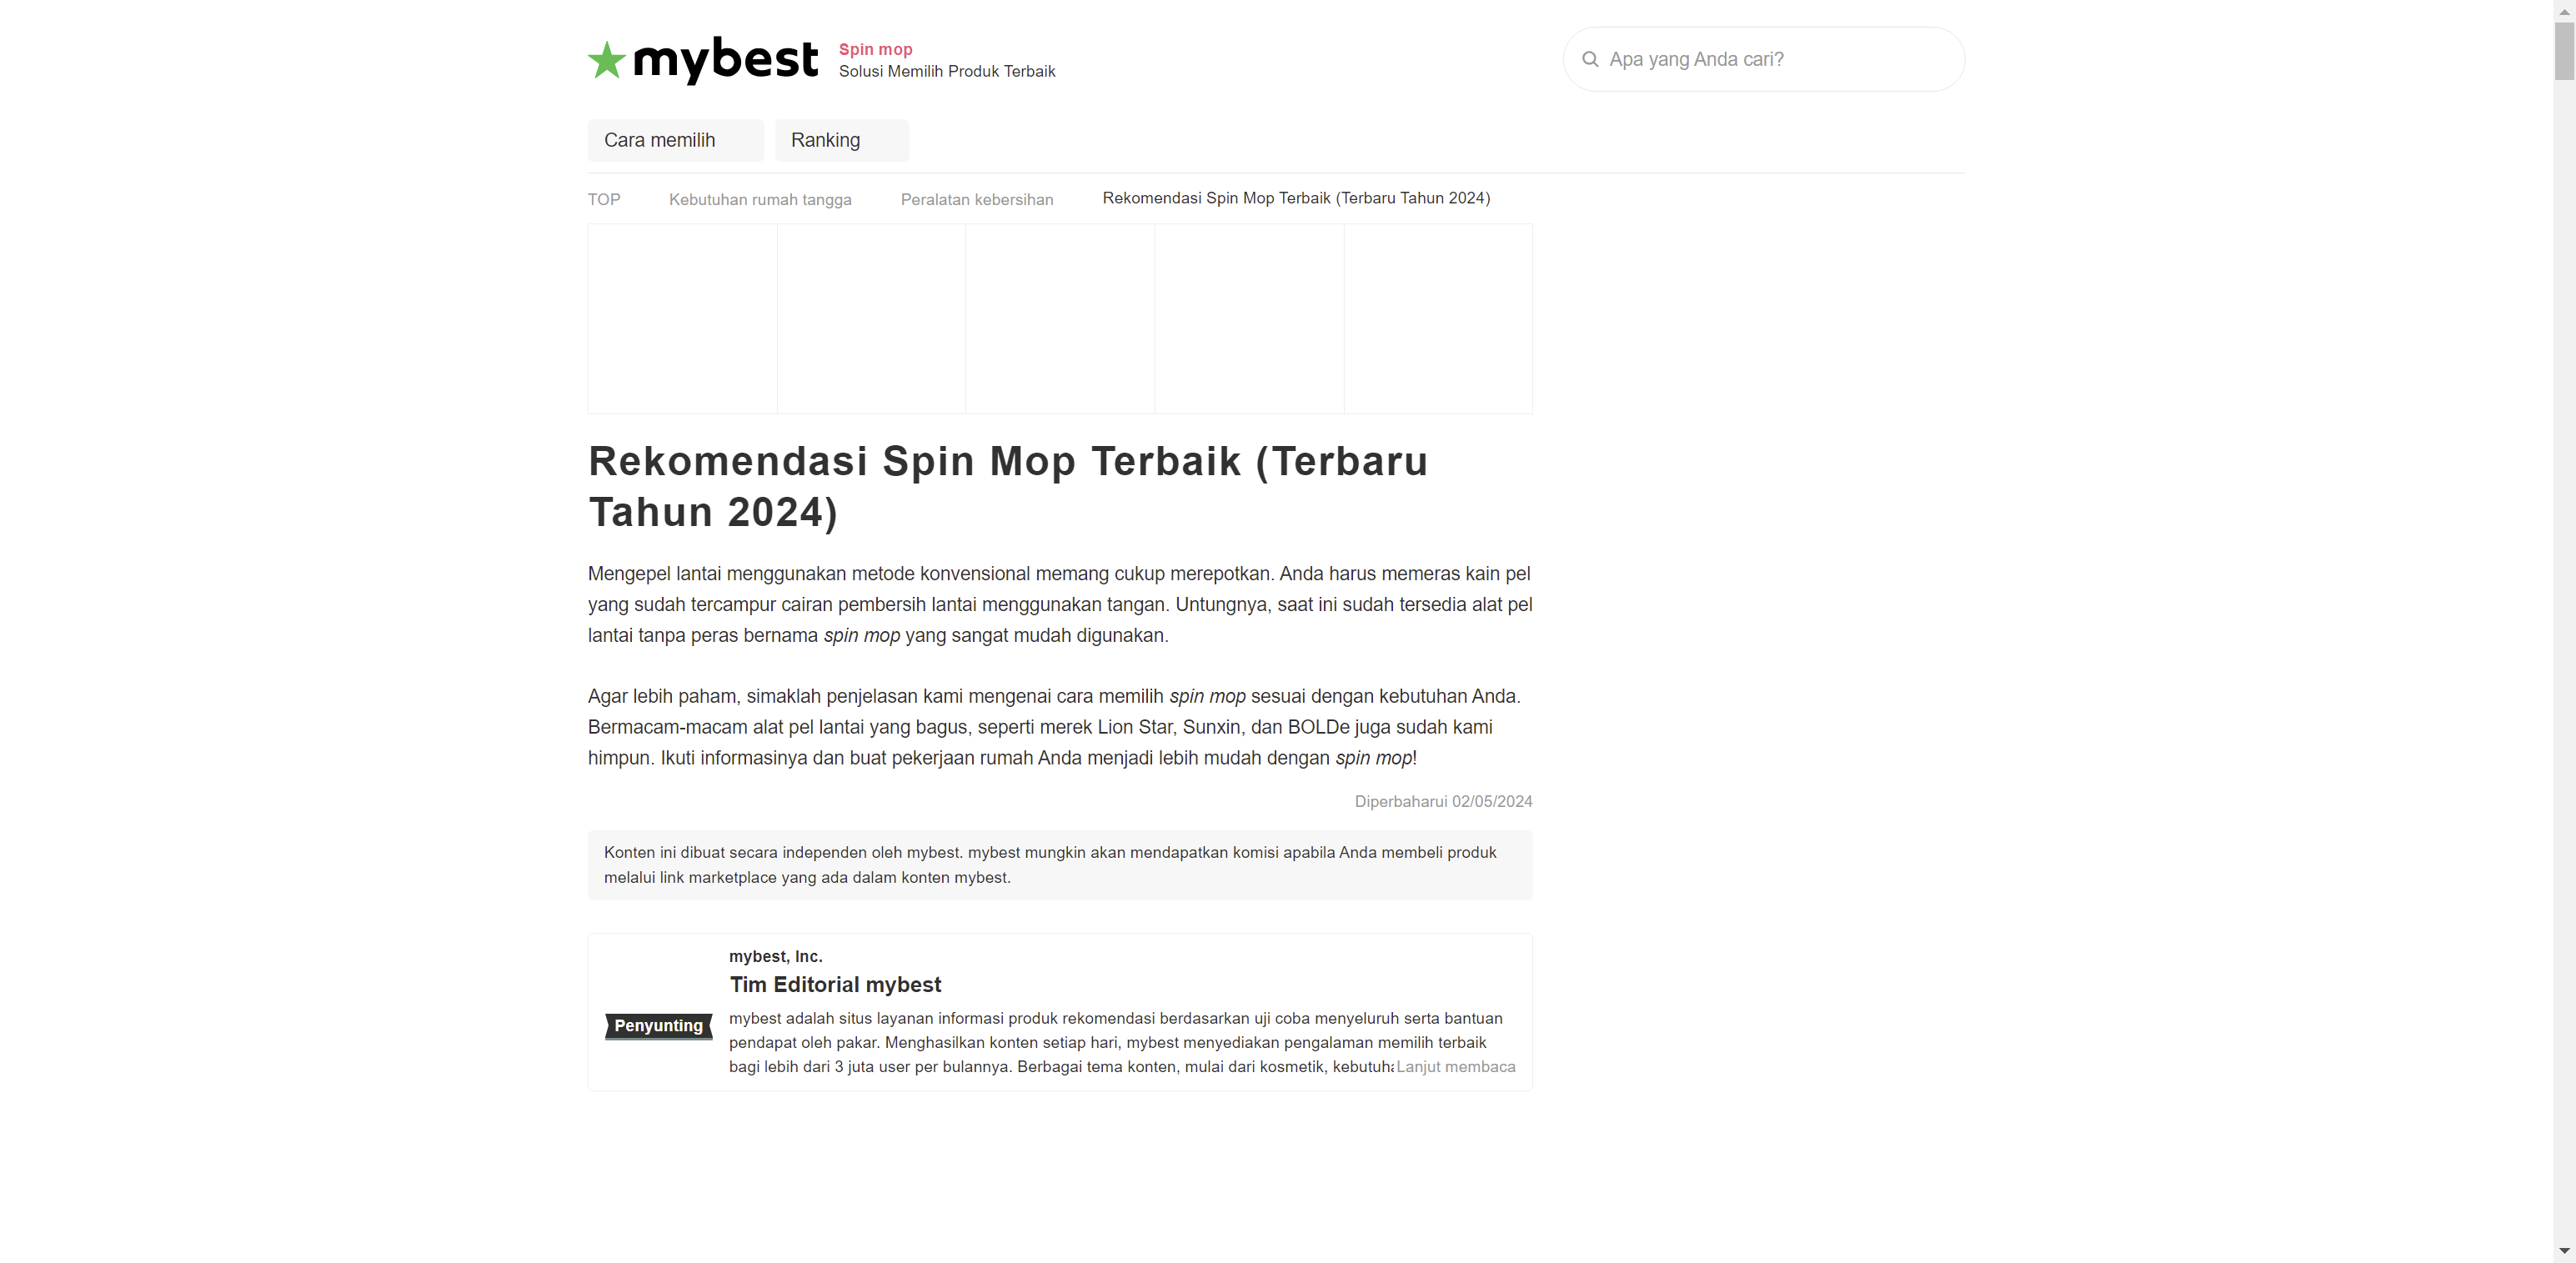 mybest
Spin mop
Solusi Memilih Produk Terbaik
Apa yang Anda cari?
Cara memilih
Ranking
TOP
Kebutuhan rumah tangga
Peralatan kebersihan
Rekomendasi Spin Mop Terbaik (Terbaru Tahun 2024)
Rekomendasi Spin Mop Terbaik (Terbaru
Tahun 2024)
Mengepel lantai menggunakan metode konvensional memang cukup merepotkan. Anda harus memeras kain pel
yang sudah tercampur cairan pembersih lantai menggunakan tangan. Untungnya, saat ini sudah tersedia alat pel
lantai tanpa peras bernama spin mop yang sangat mudah digunakan.
Agar lebih paham, simaklah penjelasan kami mengenai cara memilih spin mop sesuai dengan kebutuhan Anda.
Bermacam-macam alat pel lantai yang bagus, seperti merek Lion Star, Sunxin, dan BOLDe juga sudah kami
himpun. Ikuti informasinya dan buat pekerjaan rumah Anda menjadi lebih mudah dengan spin mop!
Diperbaharui 02/05/2024
Konten ini dibuat secara independen oleh mybest. mybest mungkin akan mendapatkan komisi apabila Anda membeli produk
melalui link marketplace yang ada dalam konten mybest.
mybest, Inc.
Tim Editorial mybest
Penyunting
mybest adalah situs layanan informasi produk rekomendasi berdasarkan uji coba menyeluruh serta bantuan
pendapat oleh pakar. Menghasilkan konten setiap hari, mybest menyediakan pengalaman memilih terbaik
bagi lebih dari 3 juta user per bulannya. Berbagai tema konten, mulai dari kosmetik, Lanjut membaca